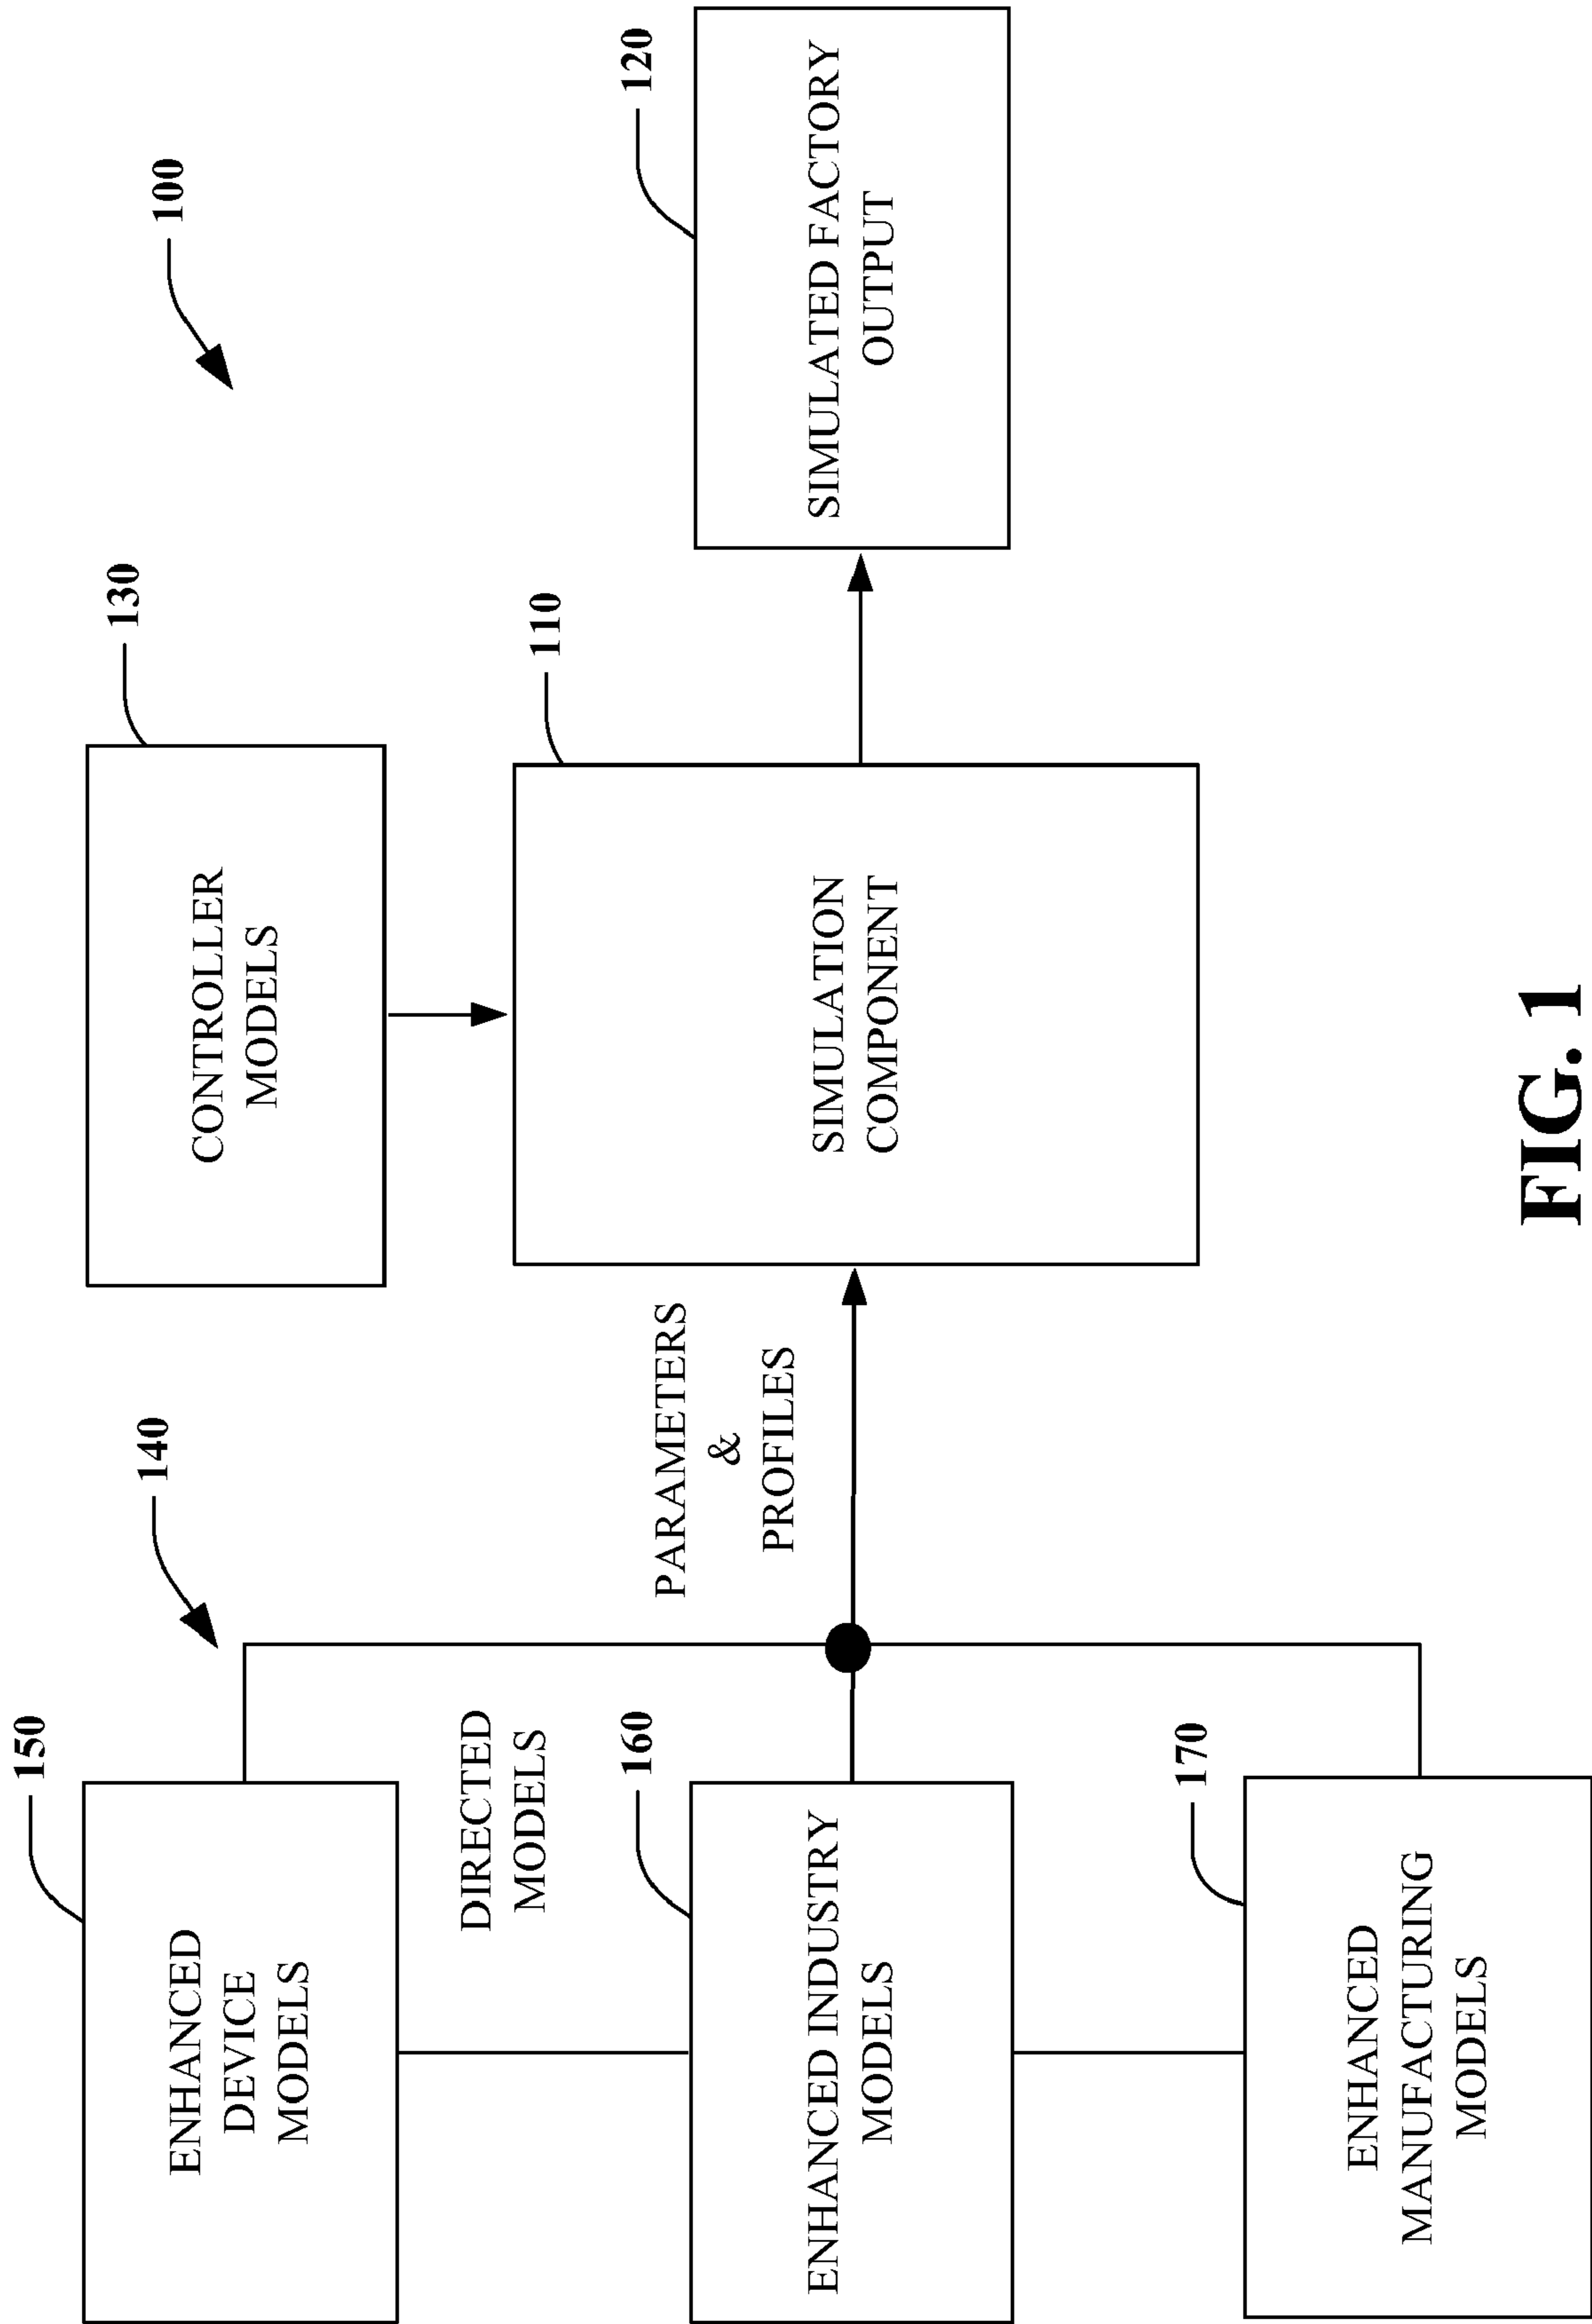 100
150
ENHANCED
DEVICE
MODELS
140
130
CONTROLLER
MODELS
DIRECTED
MODELS
160
ENHANCED INDUSTRY
MODELS
PARAMETERS
&
PROFILES
110
SIMULATION
COMPONENT
120
SIMULATED FACTORY
OUTPUT
170
ENHANCED
MANUFACTURING
MODELS
FIG. 1